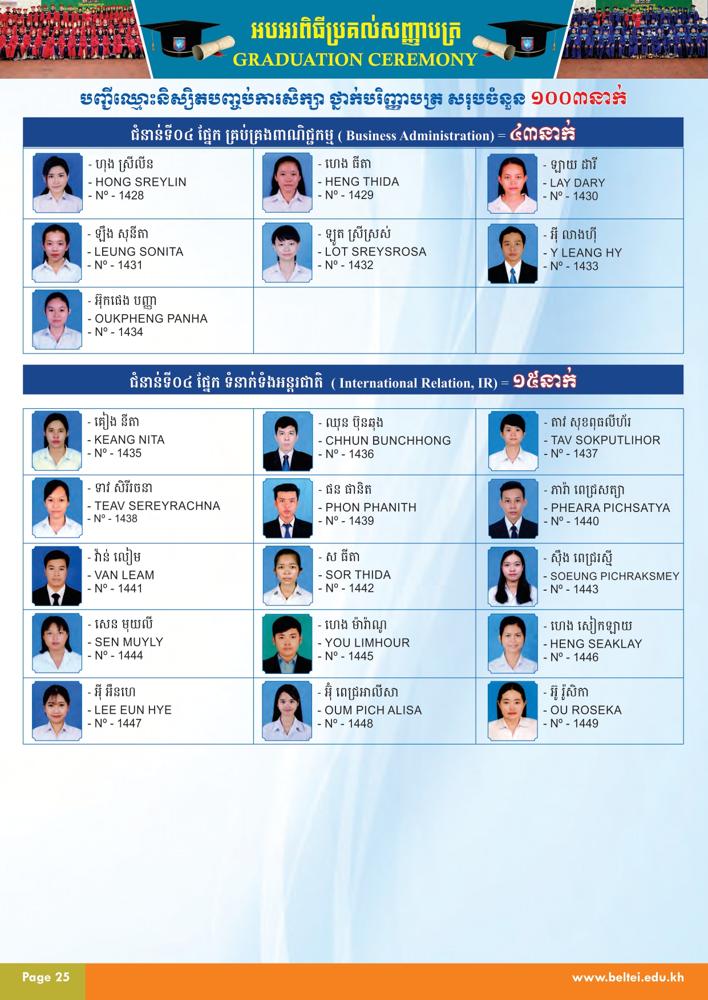 អបអរពិធីប្រគល់សញ្ញាបត្រ
GRADUATION CEREMONY
បញ្ជីឈ្មោះនិស្សិតបញ្ចប់ការសិក្សា ថ្នាក់បរិញ្ញាបត្រ សរុបចំនួន ១០០៣នាក់
ជំនាន់ទី០៤ ផ្នែក គ្រប់គ្រងពាណិជ្ជកម្ម ( Business Administration) = ៤៣នាក់
- ហុង ស្រីលីន
- HONG SREYLIN
- Nº - 1428
- ហេង ធីតា
- HENG THIDA
- Nº - 1429
- ឡាយ ដារី
- LAY DARY
- Nº - 1430
- ឡឹង សុនីតា
- LEUNG SONITA
- Nº - 1431
- ឡុត ស្រីស្រស់
- LOT SREYSROSA
- Nº - 1432
- អ៊ី លាងហ៊ី
- Y LEANG HY
- Nº - 1433
- អ៊ុកផេង បញ្ញា
- OUKPHENG PANHA
- Nº - 1434
ជំនាន់ទី០៤ ផ្នែក ទំនាក់ទំងអន្តរជាតិ ( International Relation, IR) = ១៥នាក់
- គៀង នីតា
- KEANG NITA
- Nº - 1435
- ឈុន ប៊ុនឆុង
- CHHUN BUNCHHONG
- Nº - 1436
- តាវ សុខពុធលីហ័រ
- TAV SOKPUTLIHOR
- Nº - 1437
- ទាវ សិរីរចនា
- TEAV SEREYRACHNA
- Nº - 1438
- ផន ផានិត
- PHON PHANITH
- Nº - 1439
- ភារ៉ា ពេជ្រសត្យា
- PHEARA PICHSATYA
- Nº - 1440
- វ៉ាន់ លៀម
- VAN LEAM
- Nº - 1441
- ស ធីតា
- SOR THIDA
- Nº - 1442
- ស៊ឹង ពេជ្ររស្មី
- SOEUNG PICHRAKSMEY
- Nº - 1443
- សេន មុយលី
- SEN MUYLY
- Nº - 1444
- ហេង ម៉ារ៉ាណូ
- YOU LIMHOUR
- Nº - 1445
- ហេង សៀកឡាយ
- HENG SEAKLAY
- Nº - 1446
- អ៊ី អឺនហេ
- LEE EUN HYE
- Nº - 1447
- អ៊ុំ ពេជ្រអាលីសា
- OUM PICH ALISA
- Nº - 1448
- អ៊ូ រ៉ូសិកា
- OU ROSEKA
- Nº - 1449
Page 25
www.beltei.edu.kh